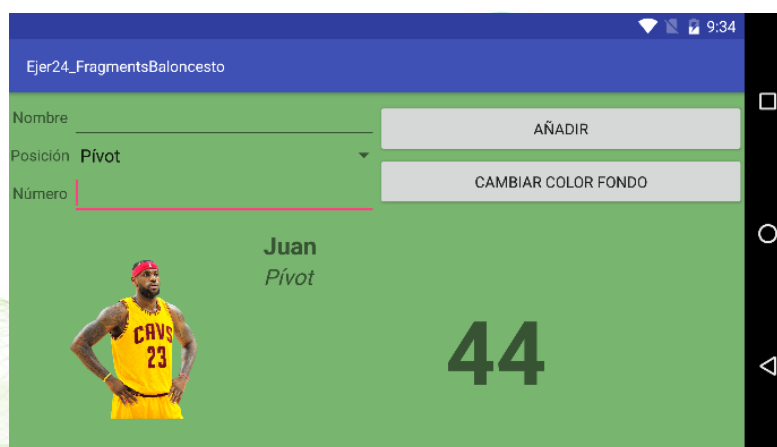 9:34
Ejer24_FragmentsBaloncesto
Nombre
AÑADIR
Posición Pívot
CAMBIAR COLOR FONDO
Número
Juan
Pívot
CAVS
23
44